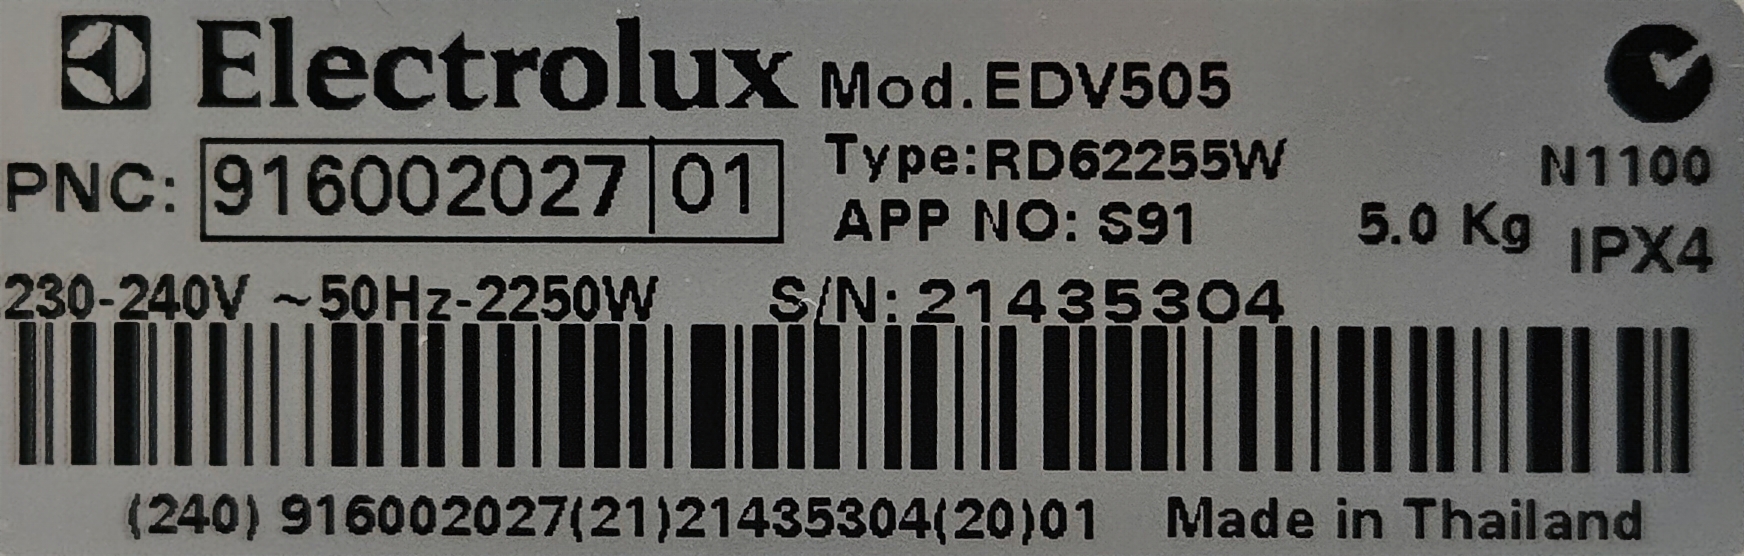 Electrolux Mod.EDV505
PNC: 916002027 01
Type:RD62255W
N1100
APP NO: S91
5.0 Kg
IPX4
230-240V ~50Hz-2250W
S/N: 21435304
(240) 916002027(21)21435304(20)01
Made in Thailand